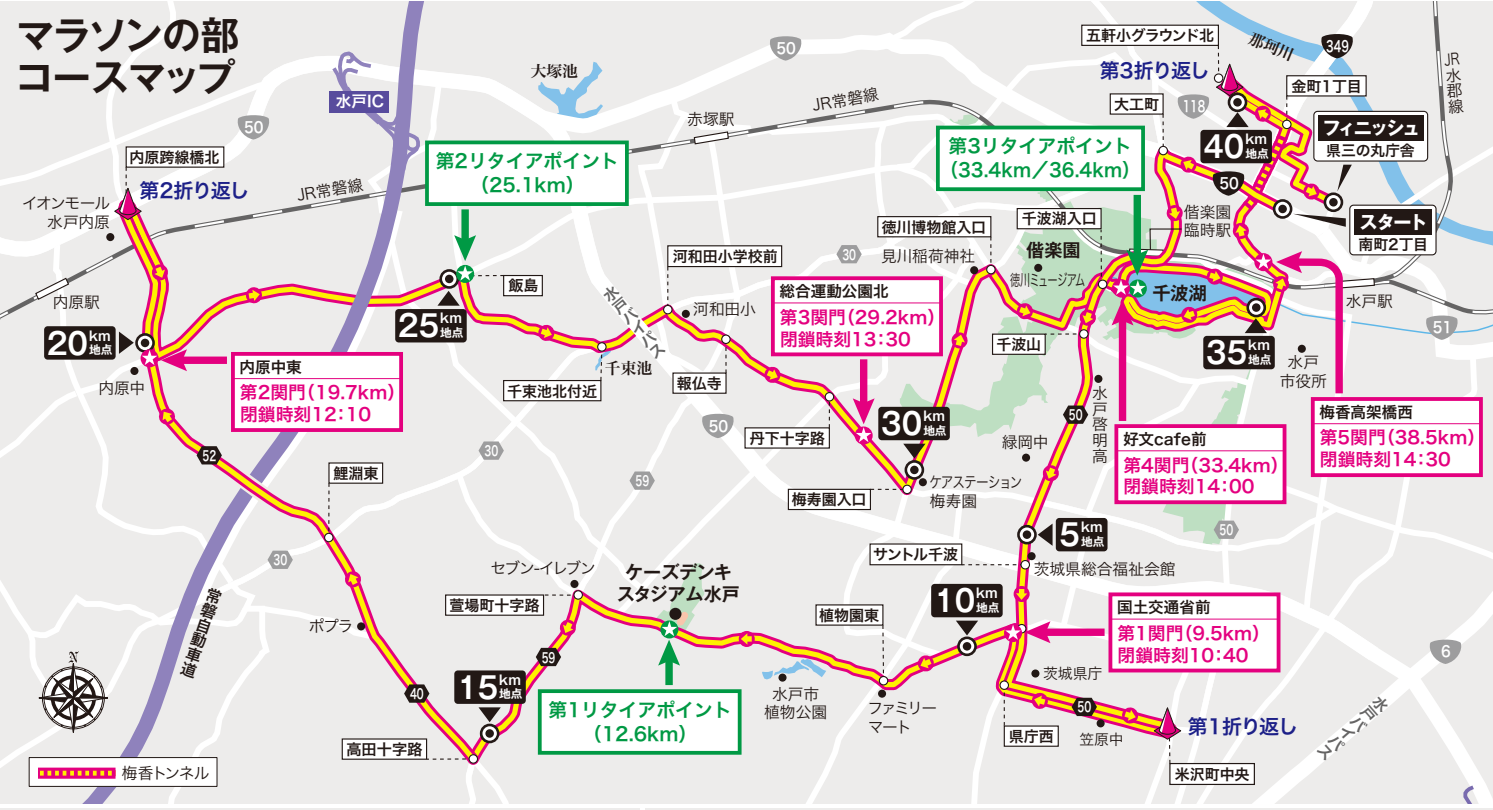 マラソンの部
コースマップ
水戸IC
50
大塚池
50
赤塚駅
JR常磐線
五軒小グラウンド北
第3折り返し
那珂川
349
JR水郡線
118
大工町
金町1丁目
40km地点
フィニッシュ
県三の丸庁舎
50
スタート
南町2丁目
内原跨線橋北
第2折り返し
イオンモール
水戸内原
JR常磐線
第2リタイアポイント
(25.1km)
第3リタイアポイント
(33.4km/36.4km)
内原駅
飯島
25km地点
20km地点
内原中
内原中東
第2関門(19.7km)
閉鎖時刻12:10
水戸バイパス
河和田小学校前
河和田小
千束池
千束池北付近
報仏寺
30
総合運動公園北
第3関門(29.2km)
閉鎖時刻13:30
徳川博物館入口
見川稲荷神社
千波湖入口
偕楽園
徳川ミュージアム
偕楽園
臨時駅
千波湖
水戸駅
51
千波山
35km地点
水戸
市役所
梅香高架橋西
第5関門(38.5km)
閉鎖時刻14:30
好文cafe前
第4関門(33.4km)
閉鎖時刻14:00
水戸啓明高
50
緑岡中
50
丹下十字路
30km地点
ケアステーション
梅寿園
梅寿園入口
52
鯉淵東
30
59
30
50
5km地点
サントル千波
茨城県総合福祉会館
セブン-イレブン
萱場町十字路
ケーズデンキ
スタジアム水戸
10km地点
植物園東
国土交通省前
第1関門(9.5km)
閉鎖時刻10:40
常磐自動車道
ポプラ
59
40
15km地点
第1リタイアポイント
(12.6km)
水戸市
植物公園
ファミリー
マート
茨城県庁
50
県庁西
笠原中
第1折り返し
米沢町中央
6
水戸バイパス
高田十字路
N
梅香トンネル